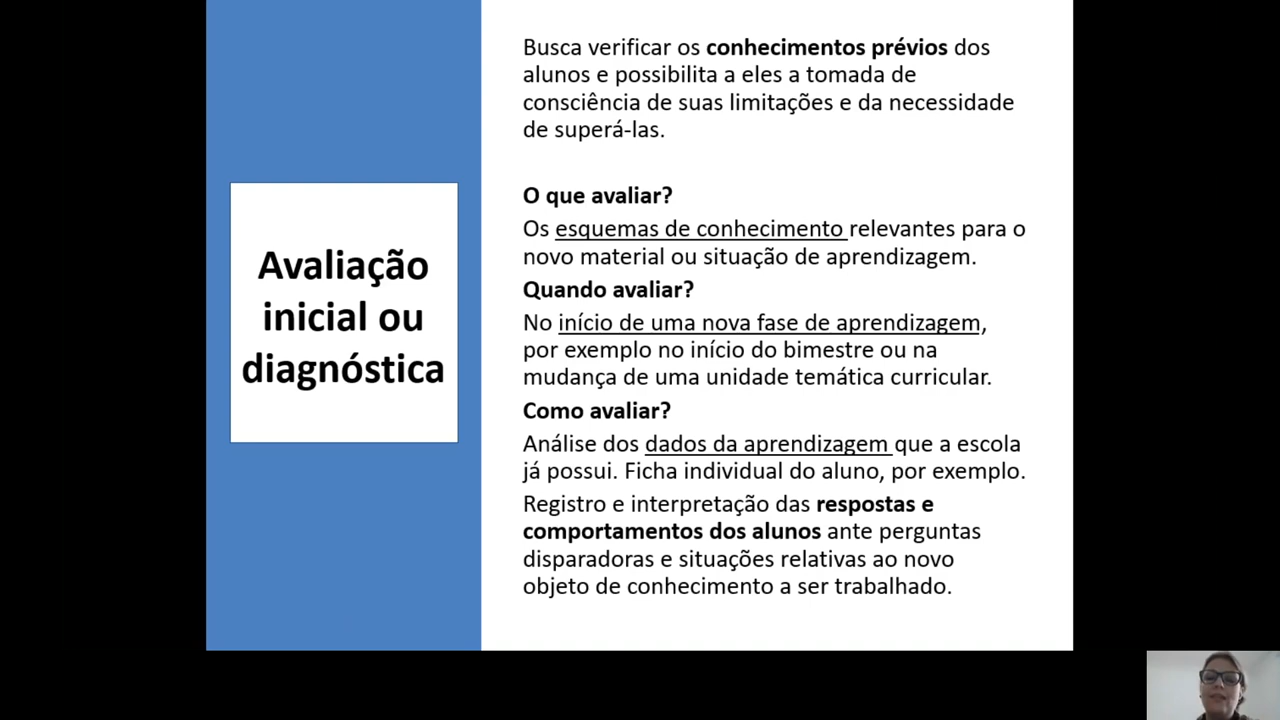 Avaliação
inicial ou
diagnóstica
Busca verificar os conhecimentos prévios dos
alunos e possibilita a eles a tomada de
consciência de suas limitações e da necessidade
de superá-las.
O que avaliar?
Os esquemas de conhecimento relevantes para o
novo material ou situação de aprendizagem.
Quando avaliar?
No início de uma nova fase de aprendizagem,
por exemplo no início do bimestre ou na
mudança de uma unidade temática curricular.
Como avaliar?
Análise dos dados da aprendizagem que a escola
já possui. Ficha individual do aluno, por exemplo.
Registro e interpretação das respostas e
comportamentos dos alunos ante perguntas
disparadoras e situações relativas ao novo
objeto de conhecimento a ser trabalhado.